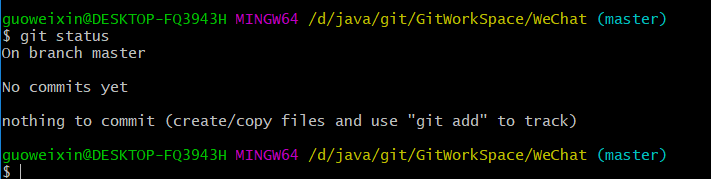 guoweixin@DESKTOP-FQ3943H MINGW64 /d/java/git/GitWorkSpace/WeChat (master)
$ git status
On branch master
No commits yet
nothing to commit (create/copy files and use "git add" to track)
guoweixin@DESKTOP-FQ3943H MINGW64 /d/java/git/GitWorkSpace/WeChat (master)
$